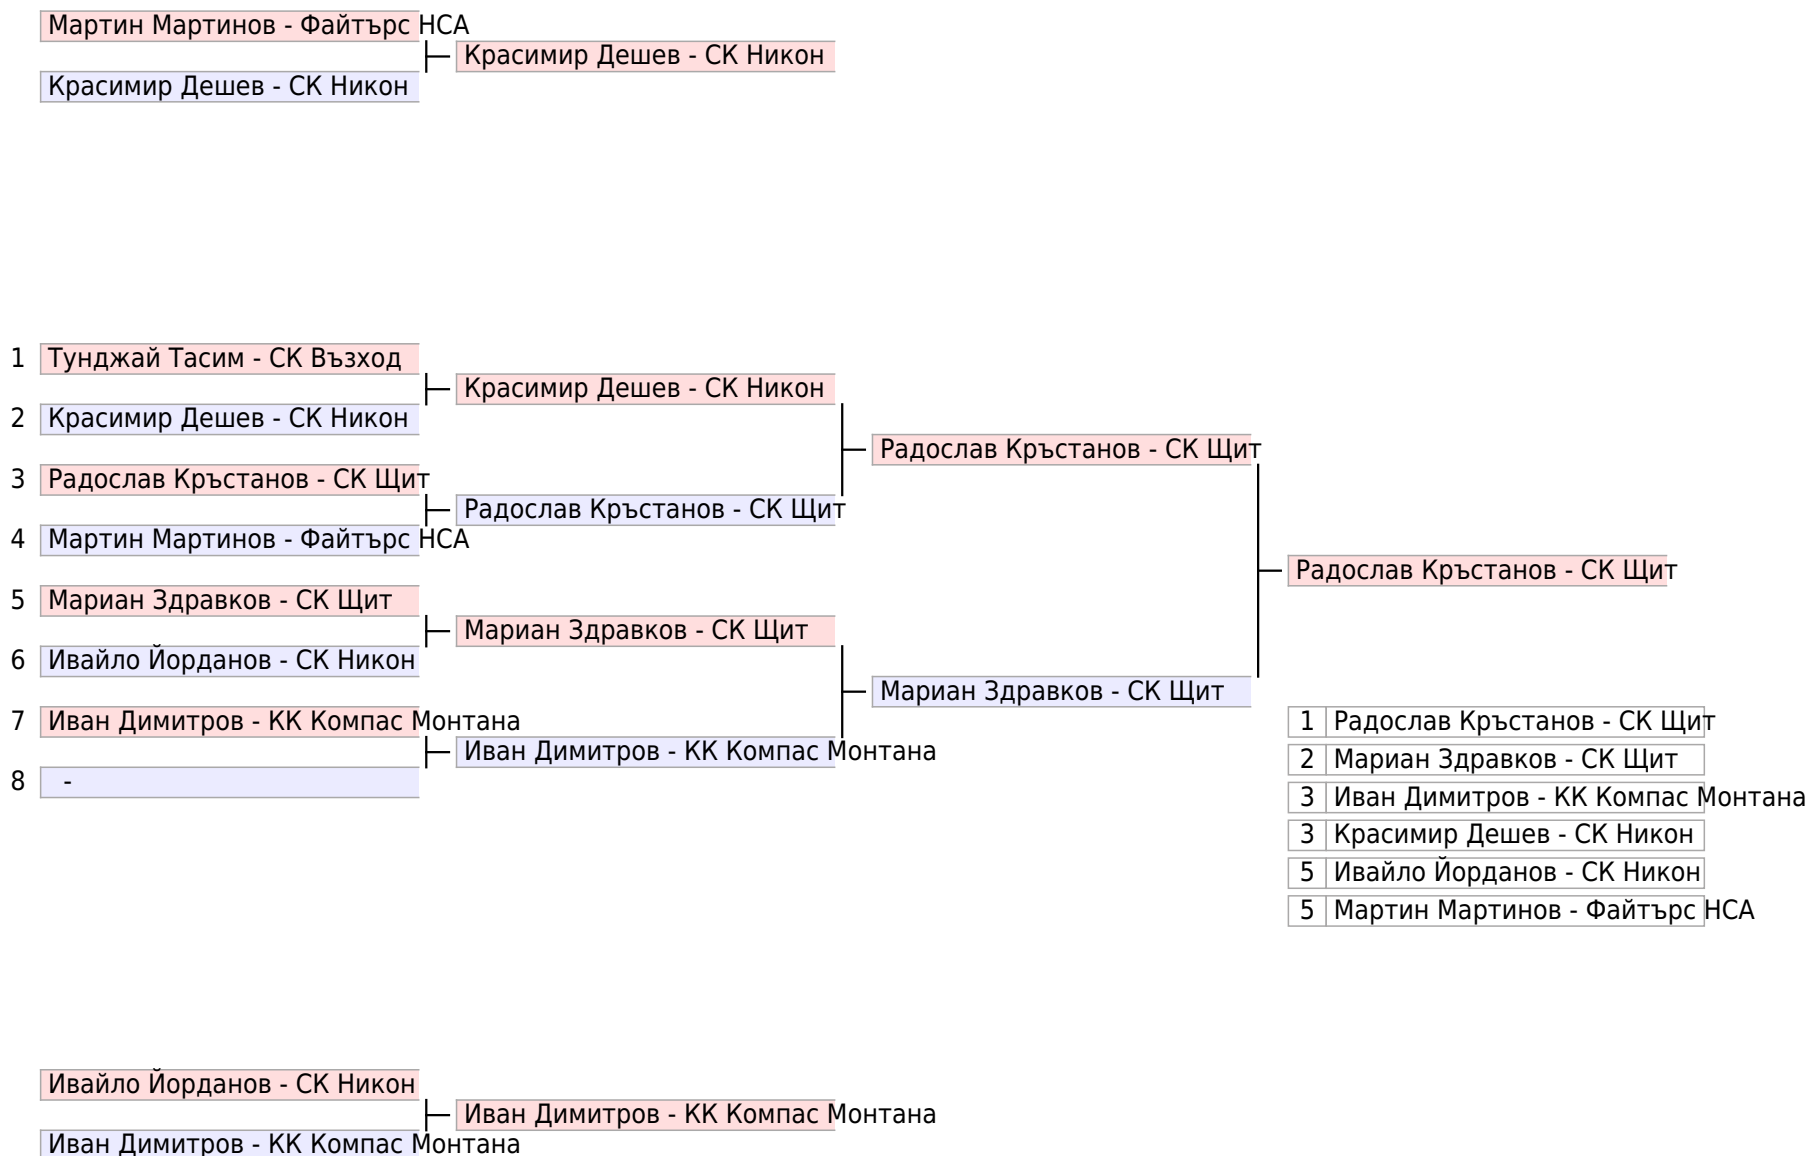 Мартин Мартинов - Файтърс НСА
Красимир Дешев - СК Никон
Красимир Дешев - СК Никон
1 Тунджай Тасим - СК Възход
Красимир Дешев - СК Никон
2 Красимир Дешев - СК Никон
Радослав Кръстанов - СК Щит
3 Радослав Кръстанов - СК Щит
Радослав Кръстанов - СК Щит
4 Мартин Мартинов - Файтърс НСА
Радослав Кръстанов - СК Щит
5 Мариан Здравков - СК Щит
Мариан Здравков - СК Щит
6 Ивайло Йорданов - СК Никон
Мариан Здравков - СК Щит
7 Иван Димитров - КК Компас Монтана
Иван Димитров - КК Компас Монтана
8 -
1 Радослав Кръстанов - СК Щит
2 Мариан Здравков - СК Щит
3 Иван Димитров - КК Компас Монтана
3 Красимир Дешев - СК Никон
5 Ивайло Йорданов - СК Никон
5 Мартин Мартинов - Файтърс НСА
Ивайло Йорданов - СК Никон
Иван Димитров - КК Компас Монтана
Иван Димитров - КК Компас Монтана